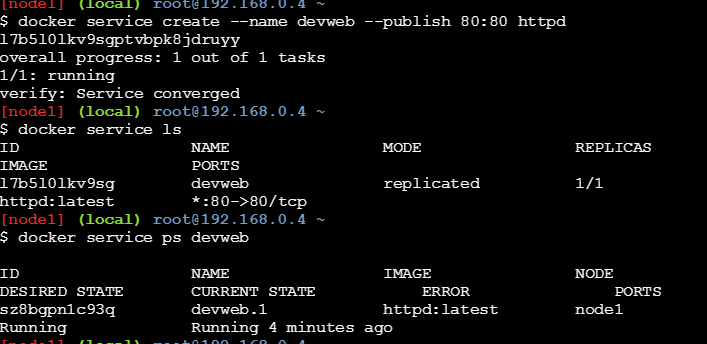 [node1] (local) root@192.168.0.4 ~
$ docker service create --name devweb --publish 80:80 httpd
l7b5l0lkv9sgptvbpk8jdruyy
overall progress: 1 out of 1 tasks
1/1: running
verify: Service converged
[node1] (local) root@192.168.0.4 ~
$ docker service ls
ID NAME MODE REPLICAS
IMAGE PORTS
l7b5l0lkv9sg devweb replicated 1/1
httpd:latest *:80->80/tcp
[node1] (local) root@192.168.0.4 ~
$ docker service ps devweb
ID NAME IMAGE NODE
DESIRED STATE CURRENT STATE ERROR PORTS
sz8bgpn1c93q devweb.1 httpd:latest node1
Running Running 4 minutes ago
[node1] (local) root@192.168.0.4 ~